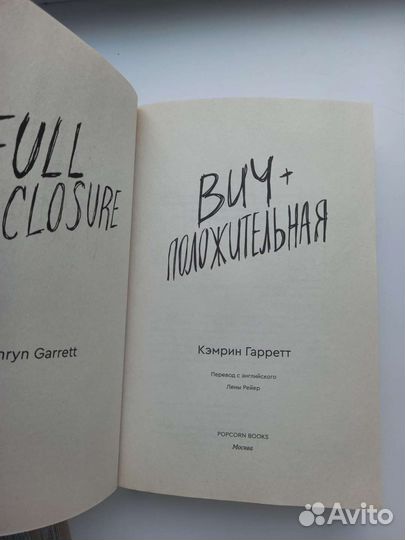 FULL
CLOSURE
Garrett
ВИЧ+
ПОЛОЖИТЕЛЬНАЯ
Кэмрин Гарретт
Перевод с английского
Лены Рейер
POPCORN BOOKS
Москва
Avito